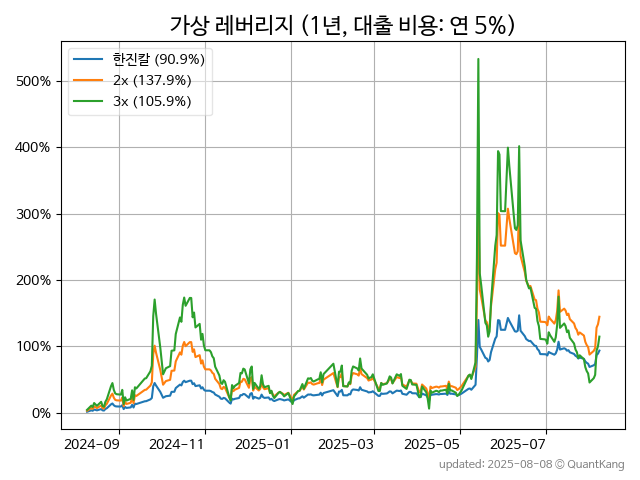 가상 레버리지 (1년, 대출 비용: 연 5%)
한진칼 (90.9%)
2x (137.9%)
3x (105.9%)
500%
400%
300%
200%
100%
0%
2024-09 2024-11 2025-01 2025-03 2025-05 2025-07
updated: 2025-08-08 © QuantKang